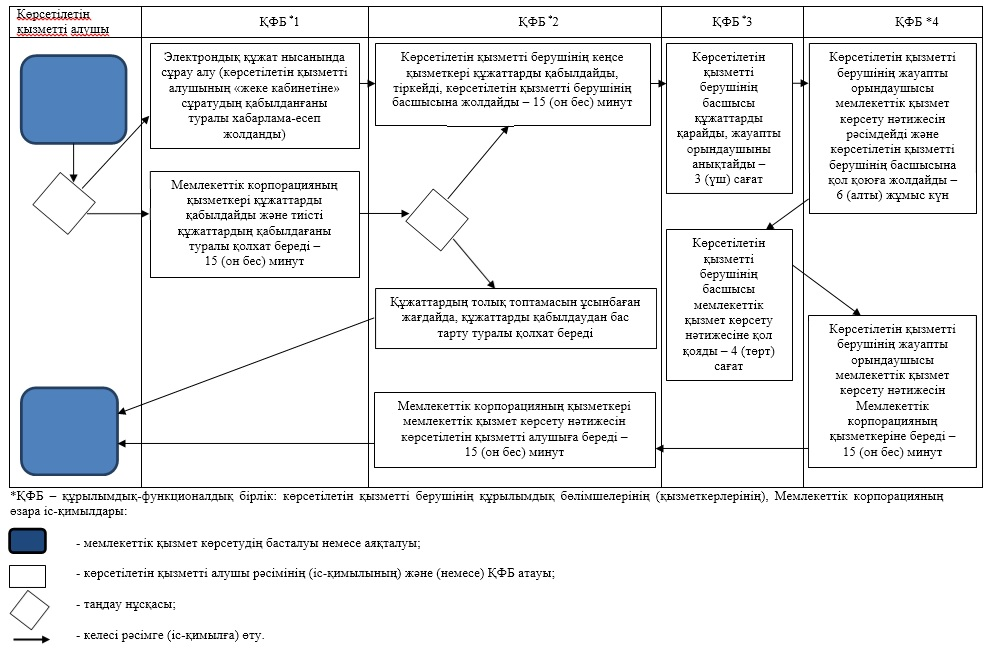 Көрсетілетін
қызметті алушы
ҚФБ *1
ҚФБ *2
ҚФБ *3
ҚФБ *4
Электрондық құжат нысанында
сұрау алу (көрсетілетін қызметті
алушының «жеке кабинетіне»
сұратудың қабылданғаны
туралы хабарлама-есеп
жолданды)
Көрсетілетін қызметті берушінің кеңсе
қызметкері құжаттарды қабылдайды,
тіркейді, көрсетілетін қызметті берушінің
басшысына жолдайды – 15 (он бес) минут
Көрсетілетін
қызметті
берушінің
басшысы
құжаттарды
қарайды, жауапты
орындаушыны
анықтайды –
3 (үш) сағат
Көрсетілетін қызметті
берушінің жауапты
орындаушысы
мемлекеттік қызмет
көрсету нәтижесін
рәсімдейді және
көрсетілетін қызметті
берушінің басшысына
қол қоюға жолдайды –
6 (алты) жұмыс күн
Мемлекеттік корпорацияның
қызметкері құжаттарды
қабылдайды және тиісті
құжаттардың қабылдағаны
туралы қолхат береді –
15 (он бес) минут
Құжаттардың толық топтамасын ұсынбаған
жағдайда, құжаттарды қабылдаудан бас
тарту туралы қолхат береді
Көрсетілетін
қызметті
берушінің
басшысы
мемлекеттік
қызмет көрсету
нәтижесіне қол
қояды – 4 (төрт)
сағат
Көрсетілетін қызметті
берушінің жауапты
орындаушысы
мемлекеттік қызмет
көрсету нәтижесін
Мемлекеттік
корпорацияның
қызметкеріне береді –
15 (он бес) минут
Мемлекеттік корпорацияның қызметкері
мемлекеттік қызмет көрсету нәтижесін
көрсетілетін қызметті алушыға береді –
15 (он бес) минут
*ҚФБ – құрылымдық-функционалдық бірлік: көрсетілетін қызметті берушінің құрылымдық бөлімшелерінің (қызметкерлерінің), Мемлекеттік корпорацияның
өзара іс-қимылдары:
- мемлекеттік қызмет көрсетудің басталуы немесе аяқталуы;
- көрсетілетін қызметті алушы рәсімінің (іс-қимылының) және (немесе) ҚФБ атауы;
- таңдау нұсқасы;
- келесі рәсімге (іс-қимылға) өту.